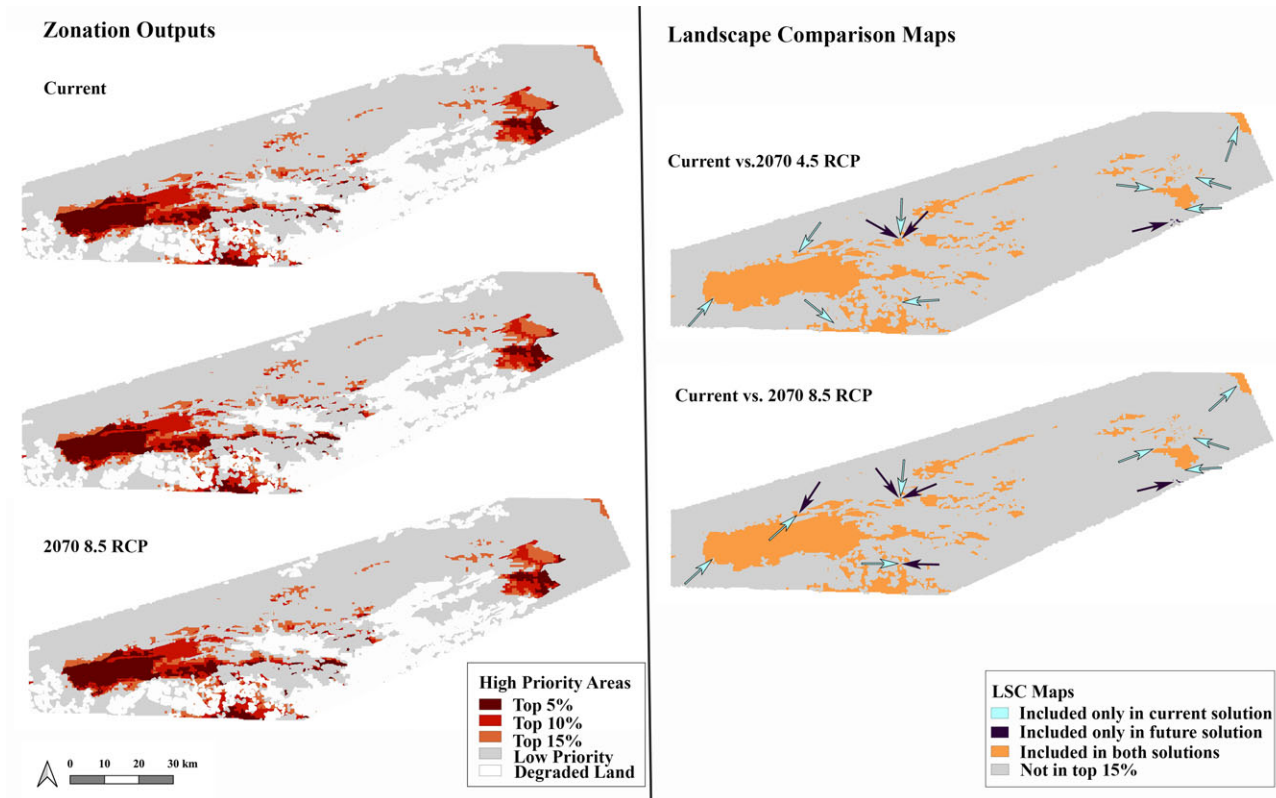 Zonation Outputs
Current
2070 8.5 RCP
High Priority Areas
Top 5%
Top 10%
Top 15%
Low Priority
Degraded Land
0 10 20 30 km
Landscape Comparison Maps
Current vs.2070 4.5 RCP
Current vs. 2070 8.5 RCP
LSC Maps
Included only in current solution
Included only in future solution
Included in both solutions
Not in top 15%